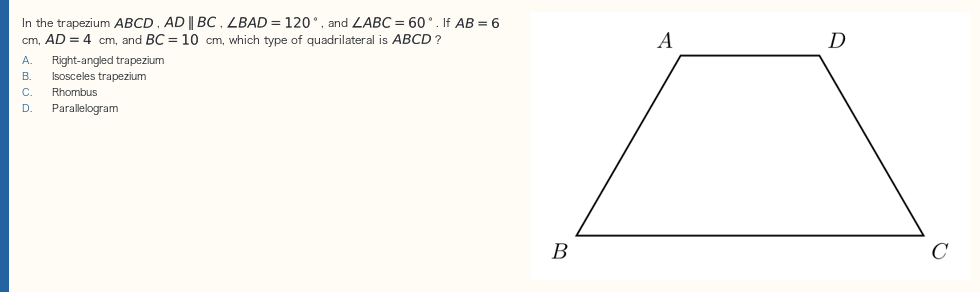 In the trapezium ABCD , AD ∥ BC , ∠BAD = 120° , and ∠ABC = 60° . If AB = 6
cm, AD = 4 cm, and BC = 10 cm, which type of quadrilateral is ABCD ?
A. Right-angled trapezium
B. Isosceles trapezium
C. Rhombus
D. Parallelogram
A D
B C